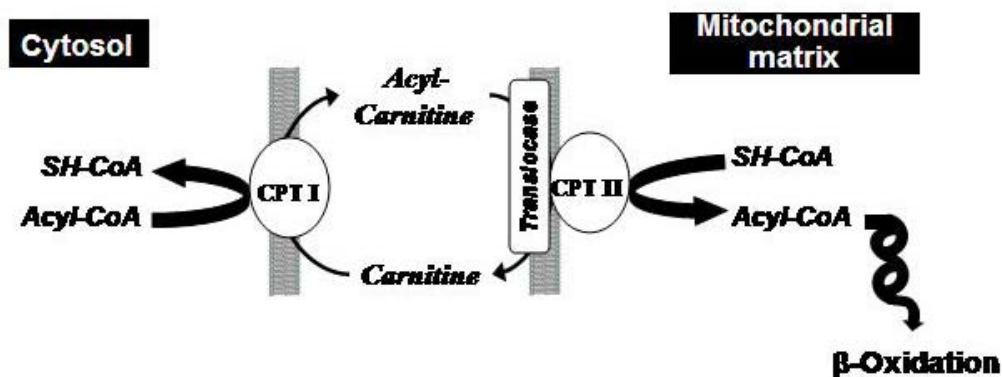 Cytosol
Mitochondrial
matrix
Acyl-
Carnitine
Translocase
SH-CoA
CPT I
CPT II
SH-CoA
Acyl-CoA
Acyl-CoA
Carnitine
β-Oxidation